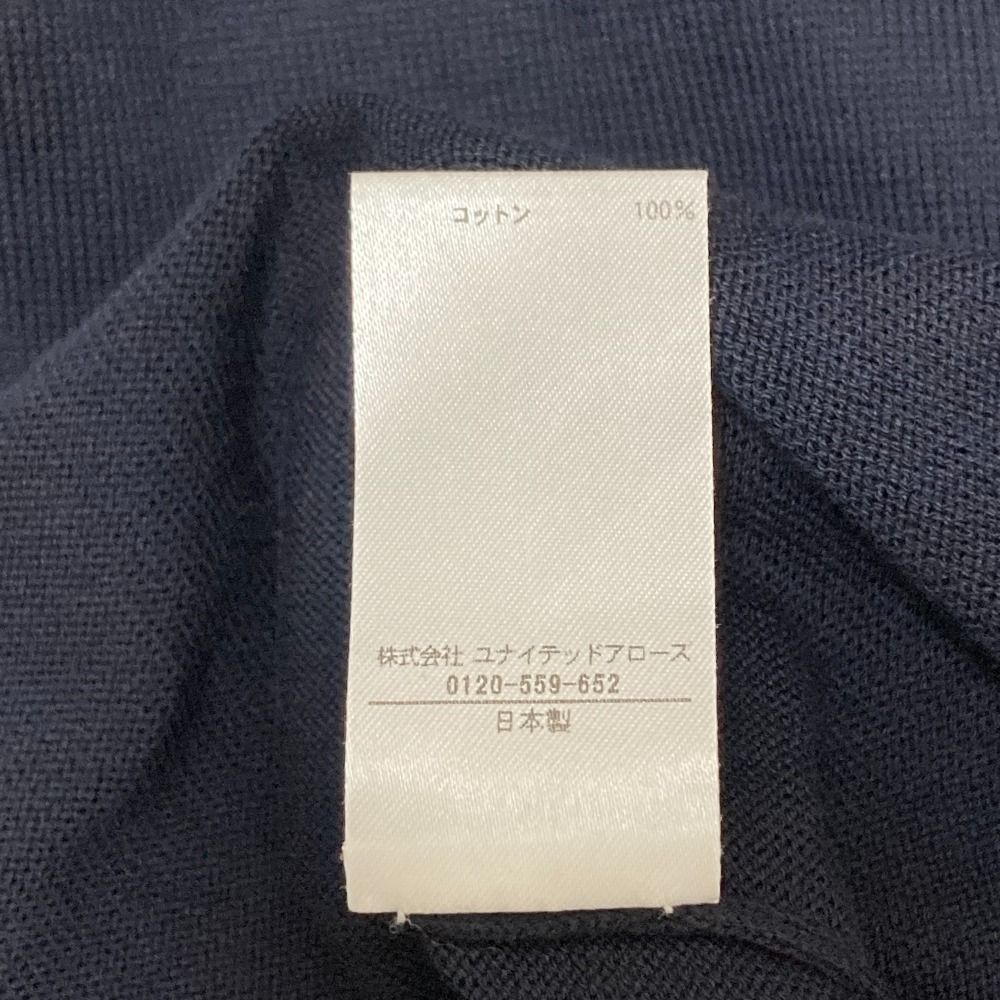 コットン 100%
株式会社 ユナイテッドアローズ
0120-559-652
日本製